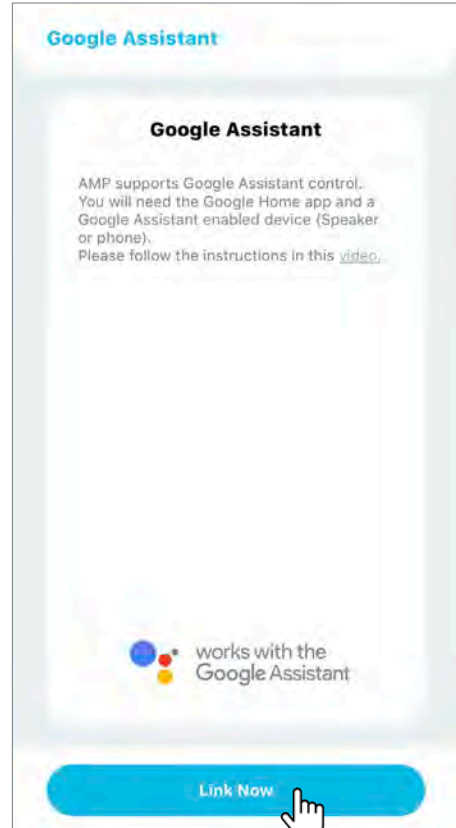 Google Assistant
Google Assistant
AMP supports Google Assistant control.
You will need the Google Home app and a
Google Assistant enabled device (Speaker
or phone).
Please follow the instructions in this video.
works with the
Google Assistant
Link Now